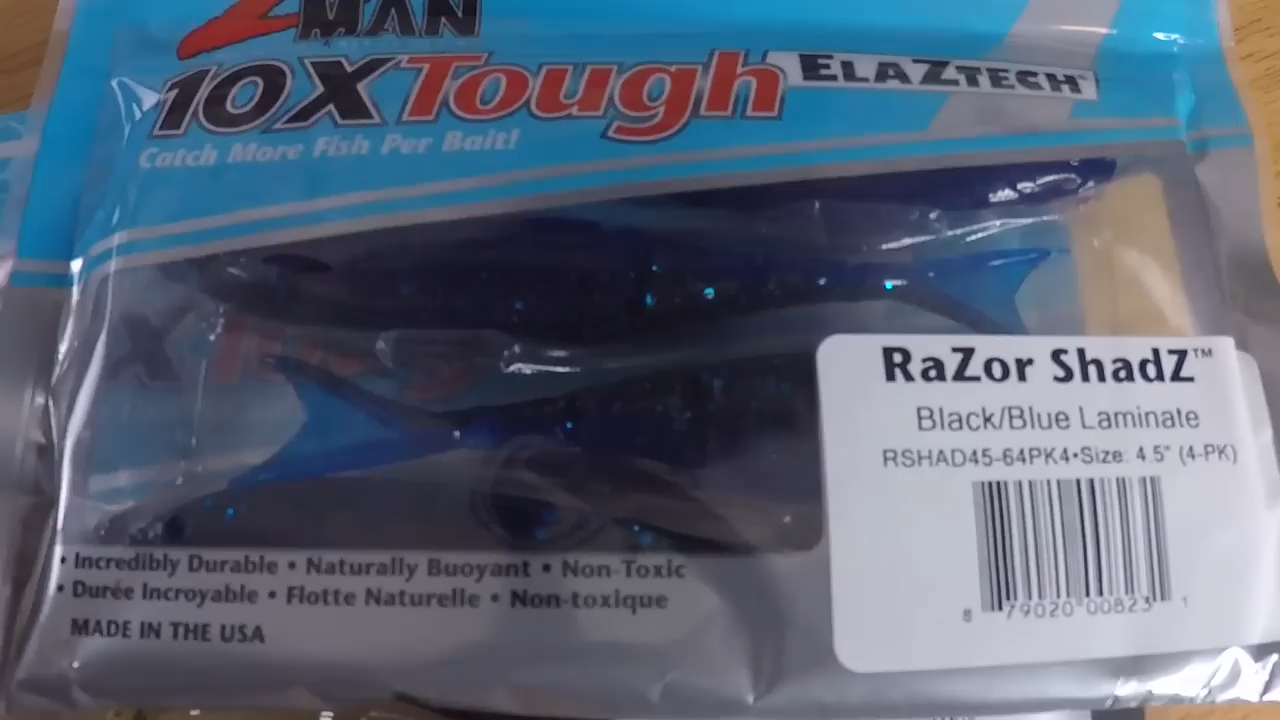 ZMAN
10X Tough ELAZTECH®
Catch More Fish Per Bait!
RaZor ShadZ™
Black/Blue Laminate
RSHAD45-64PK4•Size: 4.5" (4-PK)
8 79020 00823 1
• Incredibly Durable • Naturally Buoyant • Non-Toxic
• Durée Incroyable • Flotte Naturelle • Non-toxique
MADE IN THE USA